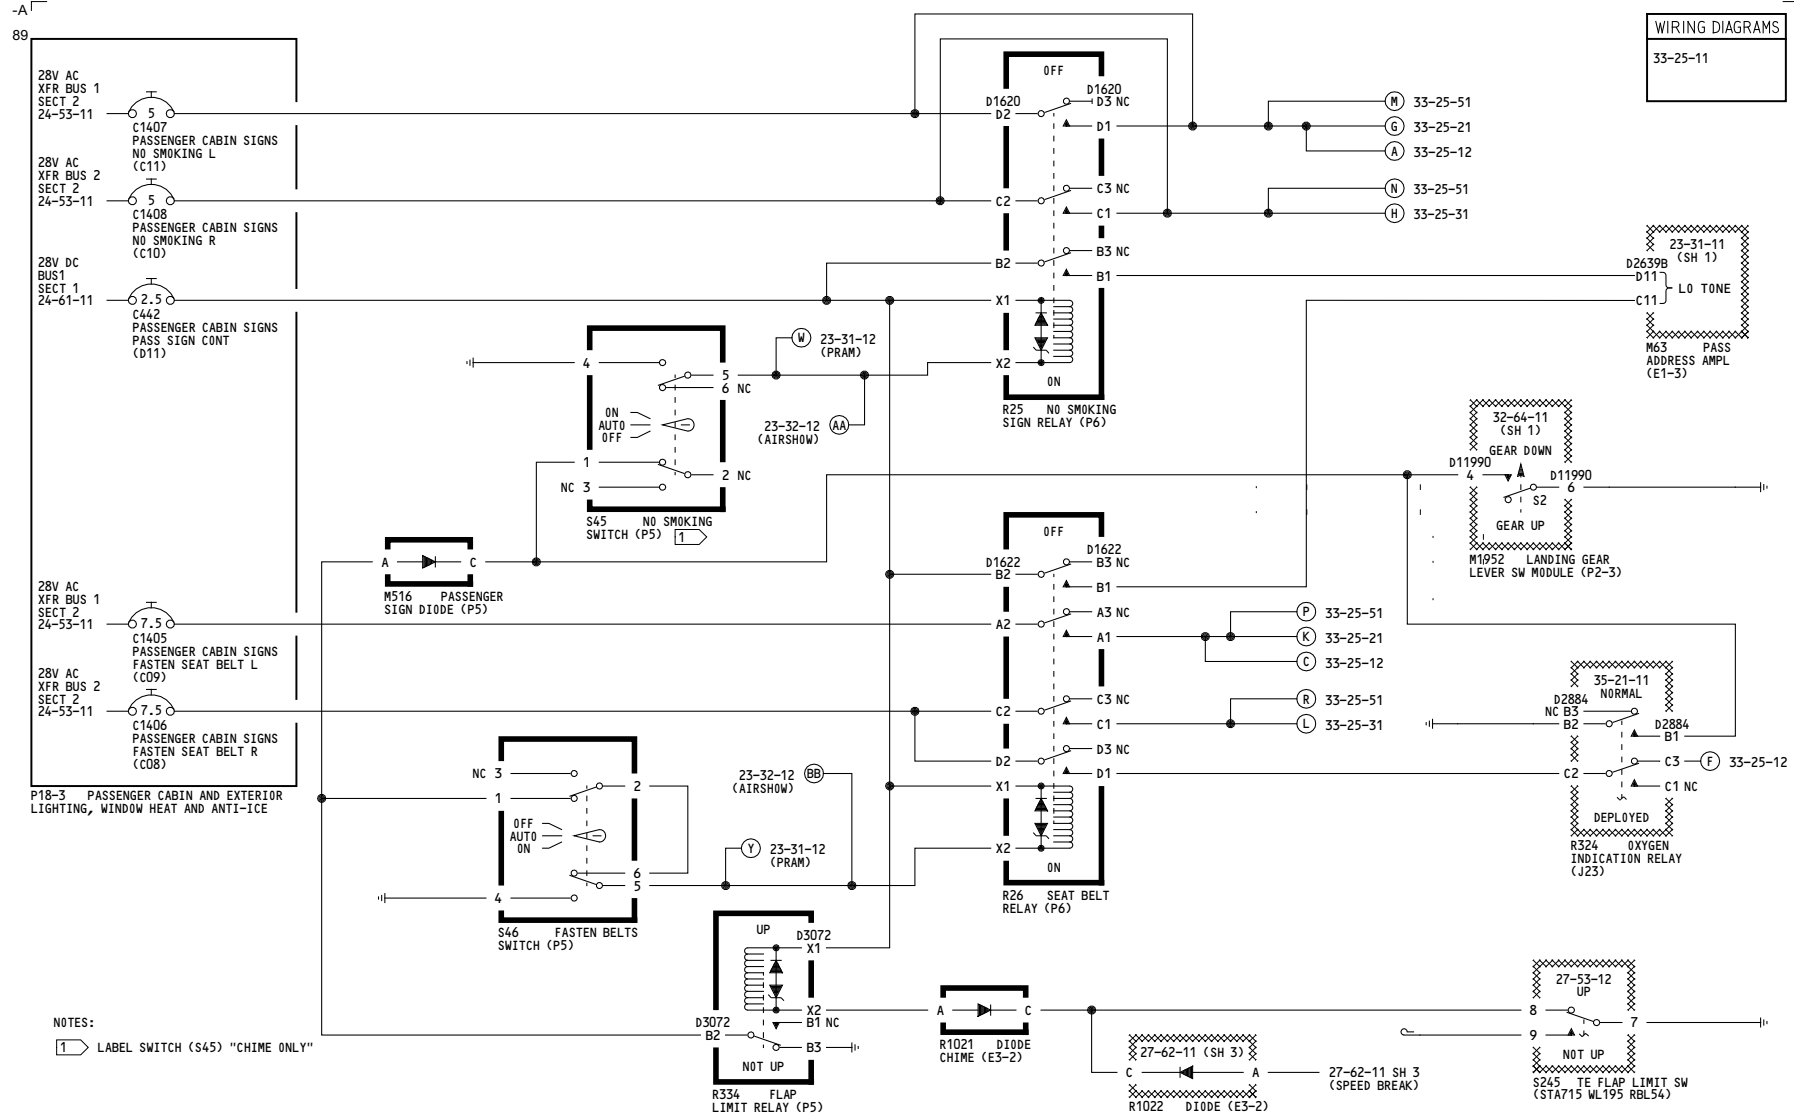 -A
89
WIRING DIAGRAMS
33-25-11
28V AC
XFR BUS 1
SECT 2
24-53-11
5
C1407
PASSENGER CABIN SIGNS
NO SMOKING L
(C11)
28V AC
XFR BUS 2
SECT 2
24-53-11
5
C1408
PASSENGER CABIN SIGNS
NO SMOKING R
(C10)
28V DC
BUS1
SECT 1
24-61-11
2.5
C442
PASSENGER CABIN SIGNS
PASS SIGN CONT
(D11)
28V AC
XFR BUS 1
SECT 2
24-53-11
7.5
C1405
PASSENGER CABIN SIGNS
FASTEN SEAT BELT L
(C09)
28V AC
XFR BUS 2
SECT 2
24-53-11
7.5
C1406
PASSENGER CABIN SIGNS
FASTEN SEAT BELT R
(C08)
P18-3 PASSENGER CABIN AND EXTERIOR
LIGHTING, WINDOW HEAT AND ANTI-ICE
OFF
D1620
D2
D1620
D3 NC
D1
C2
C3 NC
C1
B2
B3 NC
B1
X1
X2
ON
R25 NO SMOKING
SIGN RELAY (P6)
M 33-25-51
G 33-25-21
A 33-25-12
N 33-25-51
H 33-25-31
23-31-11
(SH 1)
D2639B
D11
C11
LO TONE
M63 PASS
ADDRESS AMPL
(E1-3)
4
5
6 NC
ON
AUTO
OFF
1
2 NC
NC 3
S45 NO SMOKING
SWITCH (P5) 1
W 23-31-12
(PRAM)
23-32-12 AA
(AIRSHOW)
A
C
M516 PASSENGER
SIGN DIODE (P5)
32-64-11
(SH 1)
GEAR DOWN
D11990
4
D11990
6
S2
GEAR UP
M1952 LANDING GEAR
LEVER SW MODULE (P2-3)
OFF
D1622
B2
D1622
B3 NC
B1
A2
A3 NC
A1
C2
C3 NC
C1
D2
D3 NC
D1
X1
X2
ON
R26 SEAT BELT
RELAY (P6)
P 33-25-51
K 33-25-21
C 33-25-12
R 33-25-51
L 33-25-31
35-21-11
NORMAL
D2884
NC B3
B2
D2884
B1
C2
C3
F 33-25-12
C1 NC
DEPLOYED
R324 OXYGEN
INDICATION RELAY
(J23)
NC 3
2
1
OFF
AUTO
ON
6
5
4
S46 FASTEN BELTS
SWITCH (P5)
23-32-12 BB
(AIRSHOW)
Y 23-31-12
(PRAM)
UP
D3072
X1
X2
B1 NC
D3072
B2
B3
NOT UP
R334 FLAP
LIMIT RELAY (P5)
A
C
R1021 DIODE
CHIME (E3-2)
27-62-11 (SH 3)
C
A
27-62-11 SH 3
(SPEED BREAK)
R1022 DIODE (E3-2)
27-53-12
UP
8
7
9
NOT UP
S245 TE FLAP LIMIT SW
(STA715 WL195 RBL54)
NOTES:
1 LABEL SWITCH (S45) "CHIME ONLY"